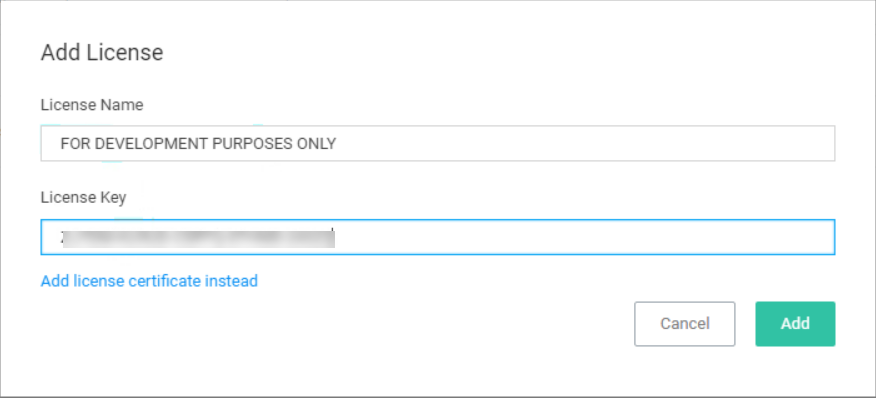 Add License
License Name
FOR DEVELOPMENT PURPOSES ONLY
License Key
Add license certificate instead
Cancel Add